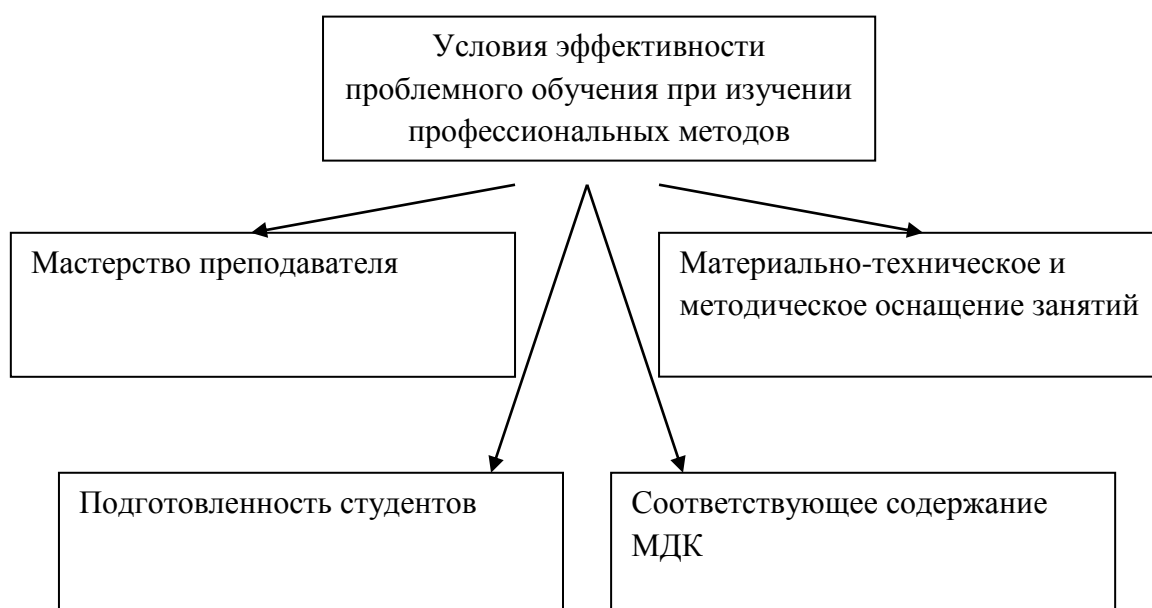 Условия эффективности
проблемного обучения при изучении
профессиональных методов
Мастерство преподавателя
Материально-техническое и
методическое оснащение занятий
Подготовленность студентов
Соответствующее содержание
МДК